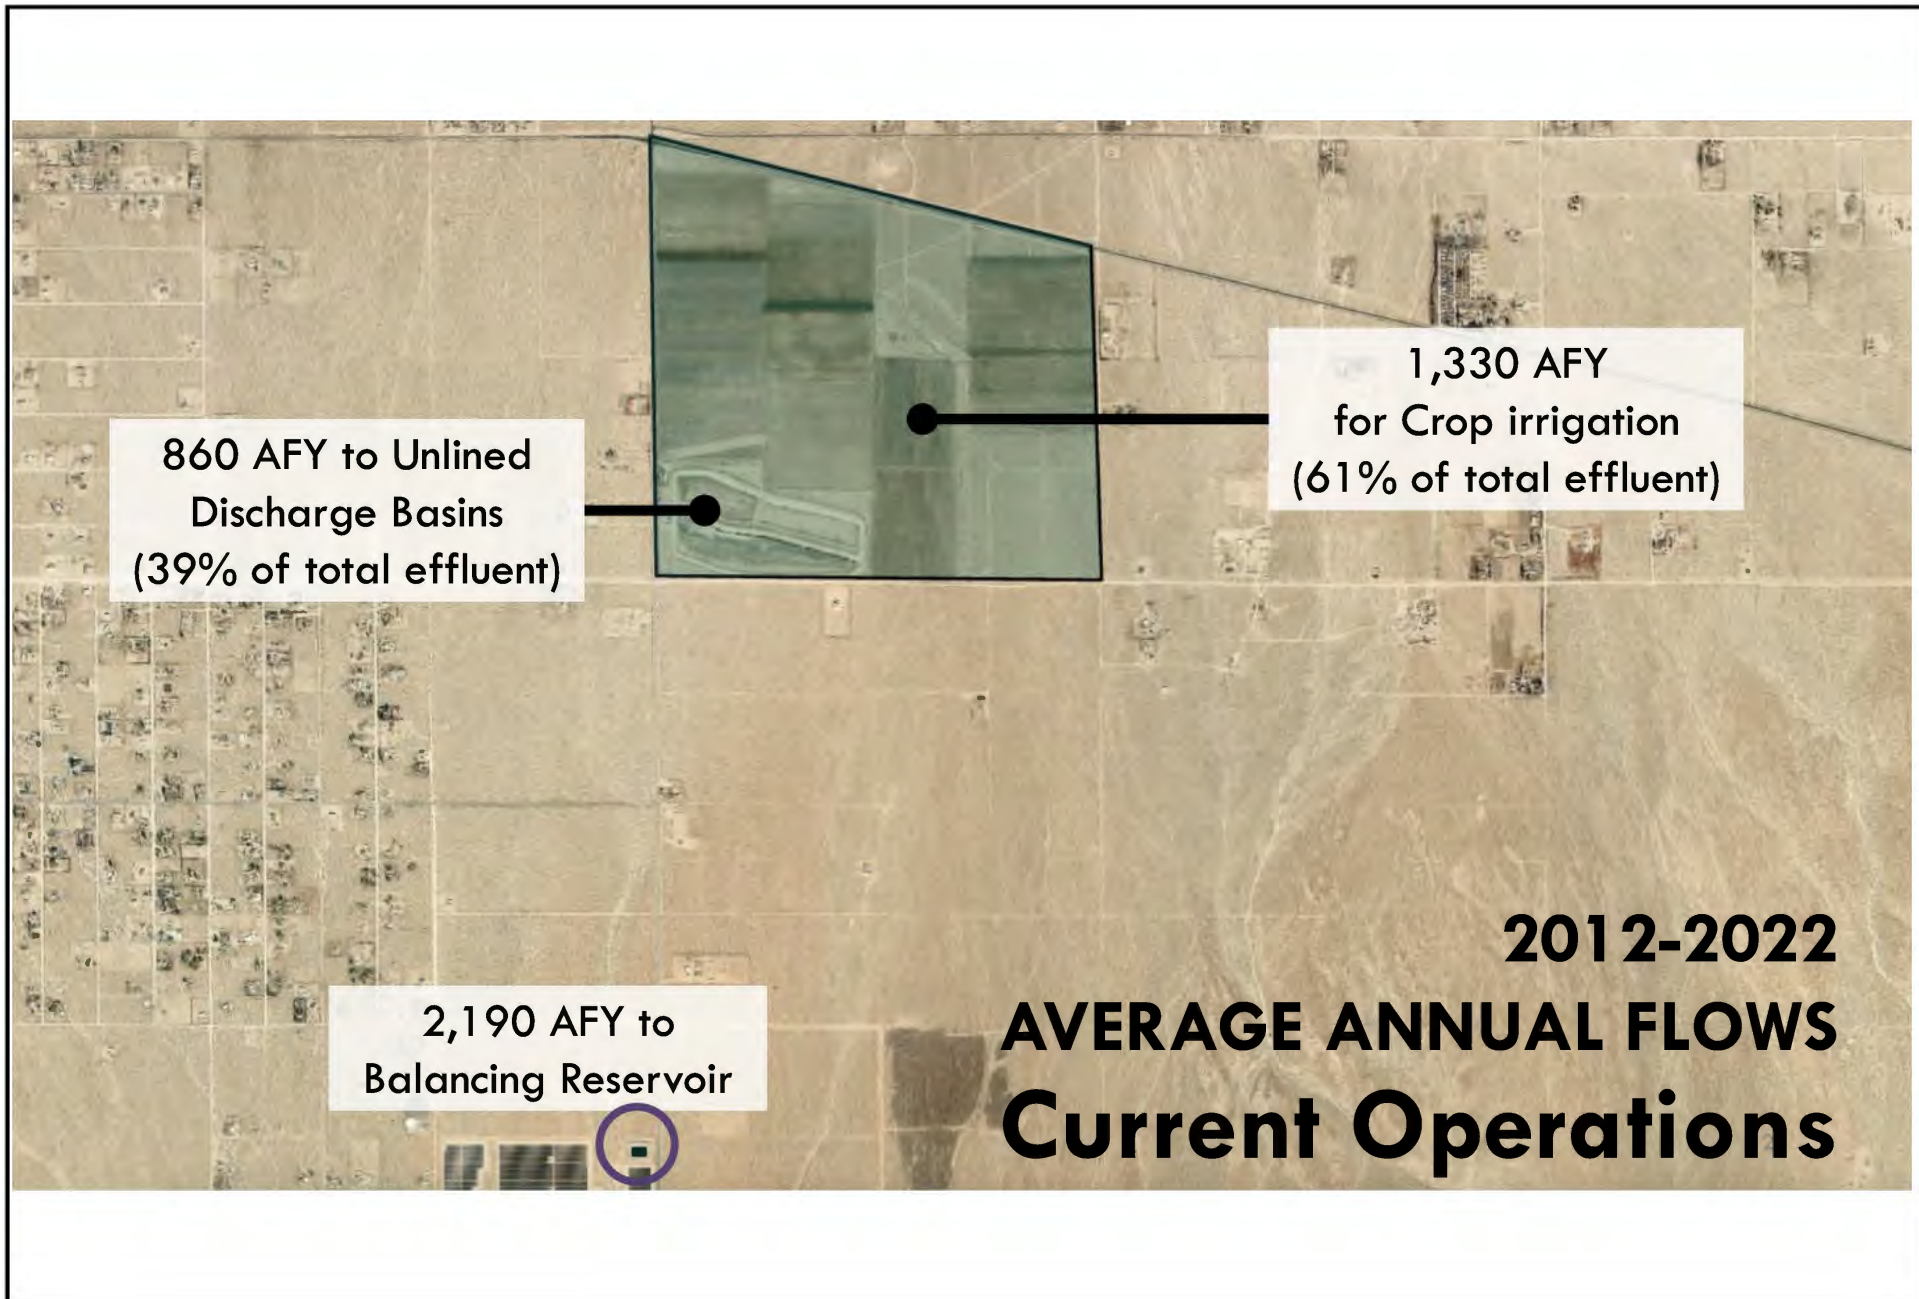 860 AFY to Unlined
Discharge Basins
(39% of total effluent)
1,330 AFY
for Crop irrigation
(61% of total effluent)
2,190 AFY to
Balancing Reservoir
2012-2022
AVERAGE ANNUAL FLOWS
Current Operations